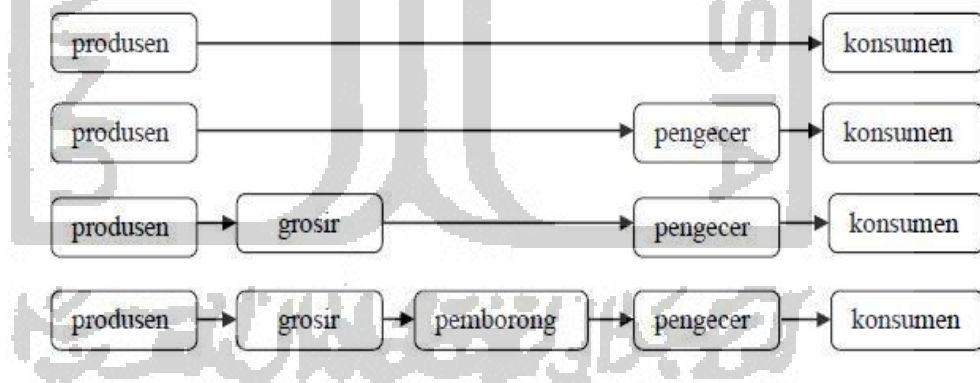 produsen konsumen
produsen pengecer konsumen
produsen grosir pengecer konsumen
produsen grosir pemborong pengecer konsumen